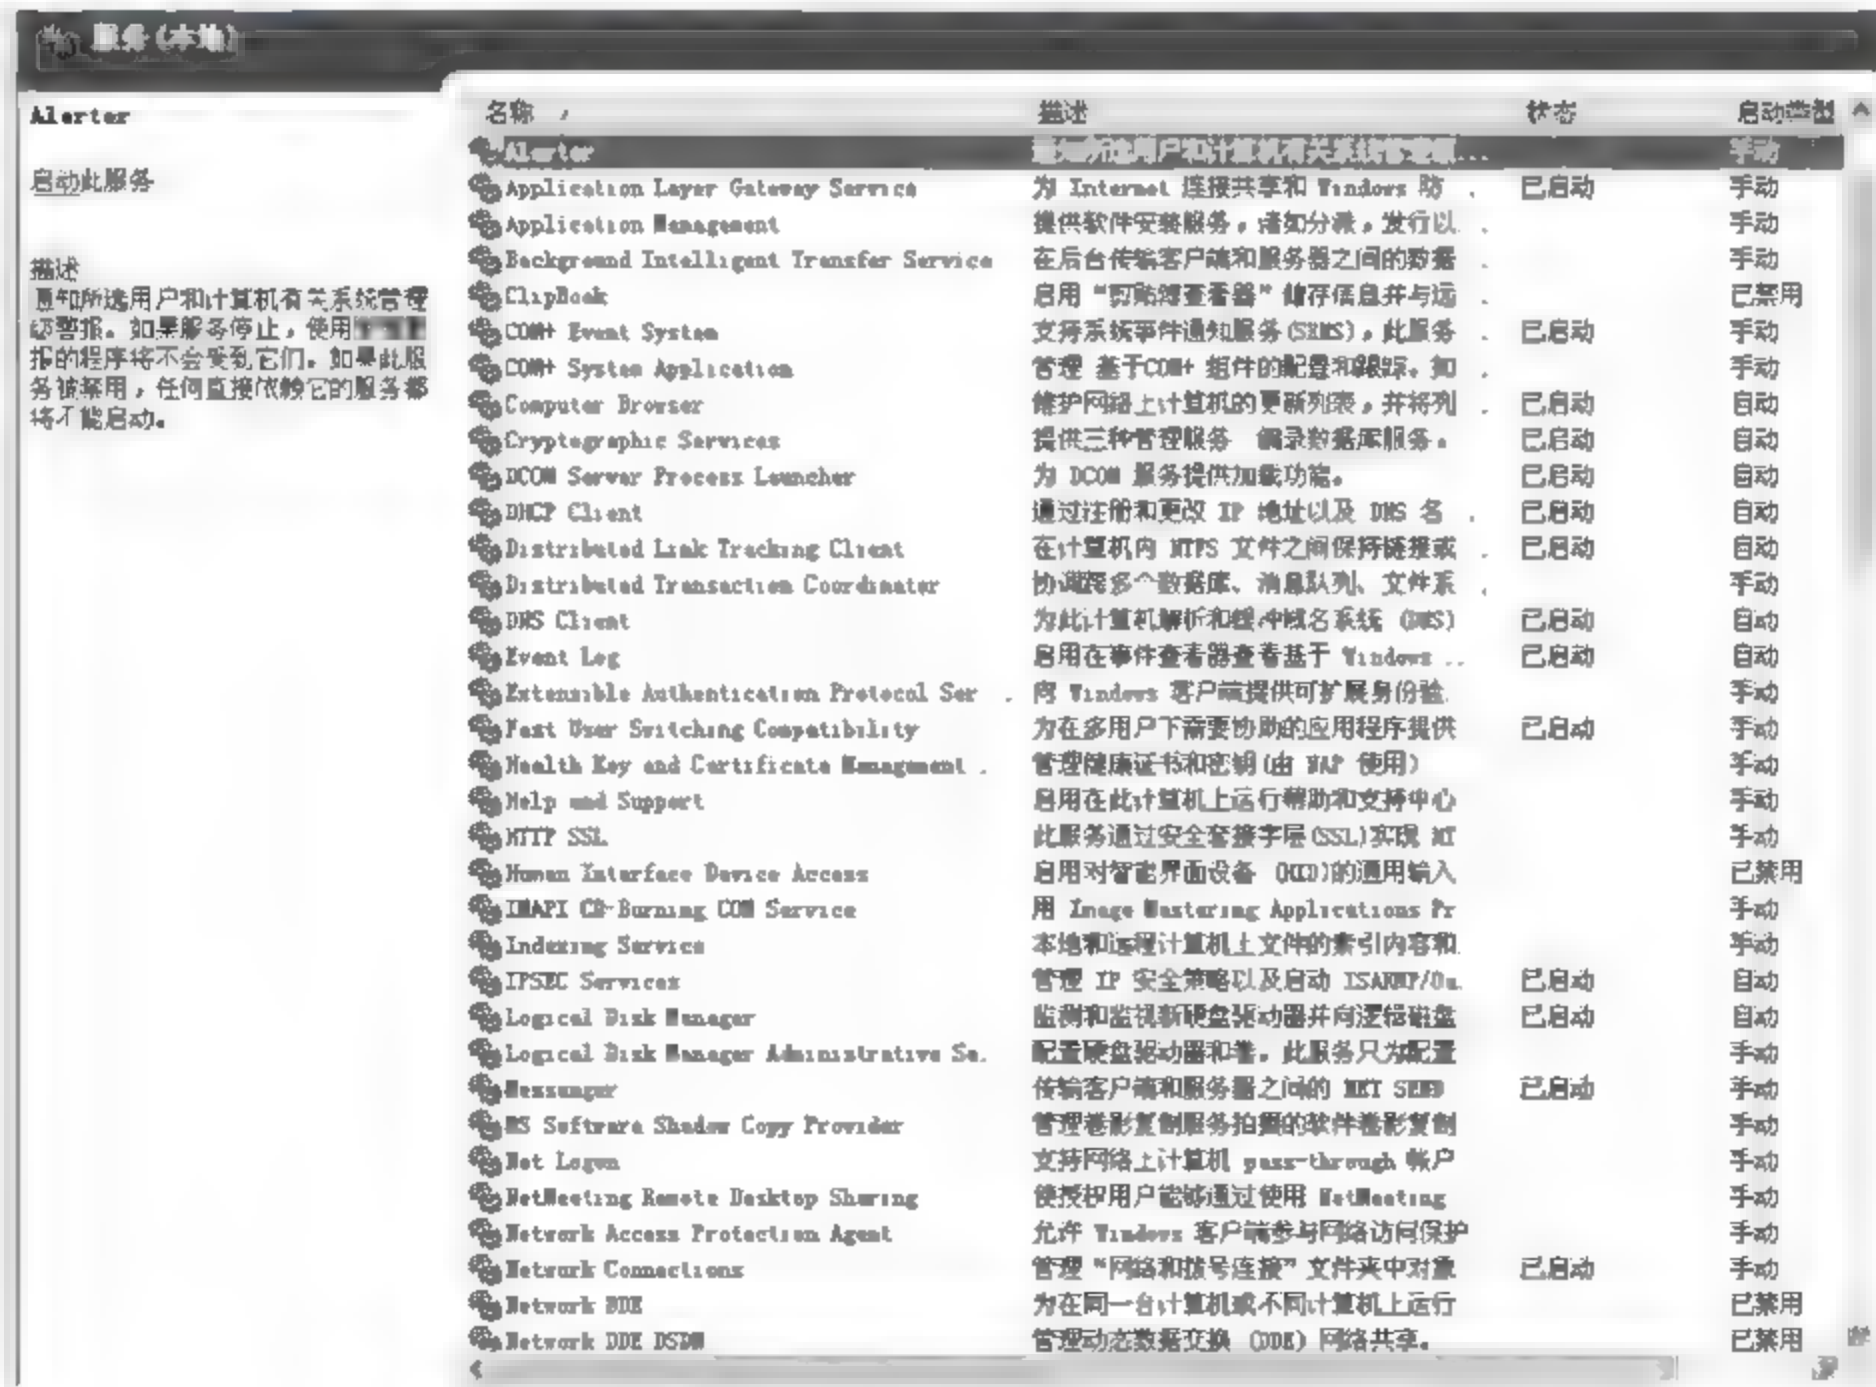 服务(本地)
Alerter
启动此服务
描述
通知所选用户和计算机有关系统管理
级警报。如果服务停止，使用
报的程序将不会受到它们。如果此服
务被禁用，任何直接依赖它的服务都
将不能启动。
名称 描述 状态 启动类型
Alerter 通知所选用户和计算机有关系统管理级... 手动
Application Layer Gateway Service 为 Internet 连接共享和 Windows 防 已启动 手动
Application Management 提供软件安装服务，诸如分派，发行以 手动
Background Intelligent Transfer Service 在后台传输客户端和服务器之间的数据 手动
ClipBook 启用“剪贴簿查看器”储存信息并与远 已禁用
COM+ Event System 支持系统事件通知服务(SENS)，此服务 已启动 手动
COM+ System Application 管理 基于COM+ 组件的配置和跟踪。如 手动
Computer Browser 维护网络上计算机的更新列表，并将列 已启动 自动
Cryptographic Services 提供三种管理服务 编录数据库服务。 已启动 自动
DCOM Server Process Launcher 为 DCOM 服务提供加载功能。 已启动 自动
DHCP Client 通过注册和更改 IP 地址以及 DNS 名 已启动 自动
Distributed Link Tracking Client 在计算机内 NTFS 文件之间保持链接或 已启动 自动
Distributed Transaction Coordinator 协调跨多个数据库、消息队列、文件系 手动
DNS Client 为此计算机解析和缓冲域名系统 (DNS) 已启动 自动
Event Log 启用在事件查看器查看基于 Windows ... 已启动 自动
Extensible Authentication Protocol Ser 向 Windows 客户端提供可扩展身份验 手动
Fast User Switching Compatibility 为在多用户下需要协助的应用程序提供 已启动 手动
Health Key and Certificate Management 管理健康证书和密钥(由 NAP 使用) 手动
Help and Support 启用在此计算机上运行帮助和支持中心 手动
HTTP SSL 此服务通过安全套接字层(SSL)实现 HT 手动
Human Interface Device Access 启用对智能界面设备 (HID)的通用输入 已禁用
IMAPI CD-Burning COM Service 用 Image Mastering Applications Pr 手动
Indexing Service 本地和远程计算机上文件的索引内容和 手动
IPSEC Services 管理 IP 安全策略以及启动 ISAKMP/Oa. 已启动 自动
Logical Disk Manager 监测和监视新硬盘驱动器并向逻辑磁盘 已启动 自动
Logical Disk Manager Administrative Se. 配置硬盘驱动器和卷。此服务只为配置 手动
Messenger 传输客户端和服务器之间的 NET SEND 已启动 手动
MS Software Shadow Copy Provider 管理卷影复制服务拍摄的软件卷影复制 手动
Net Logon 支持网络上计算机 pass-through 帐户 手动
NetMeeting Remote Desktop Sharing 使授权用户能够通过使用 NetMeeting 手动
Network Access Protection Agent 允许 Windows 客户端参与网络访问保护 手动
Network Connections 管理“网络和拨号连接”文件夹中对象 已启动 手动
Network DDE 为在同一台计算机或不同计算机上运行 已禁用
Network DDE DSDM 管理动态数据交换 (DDE) 网络共享。 已禁用